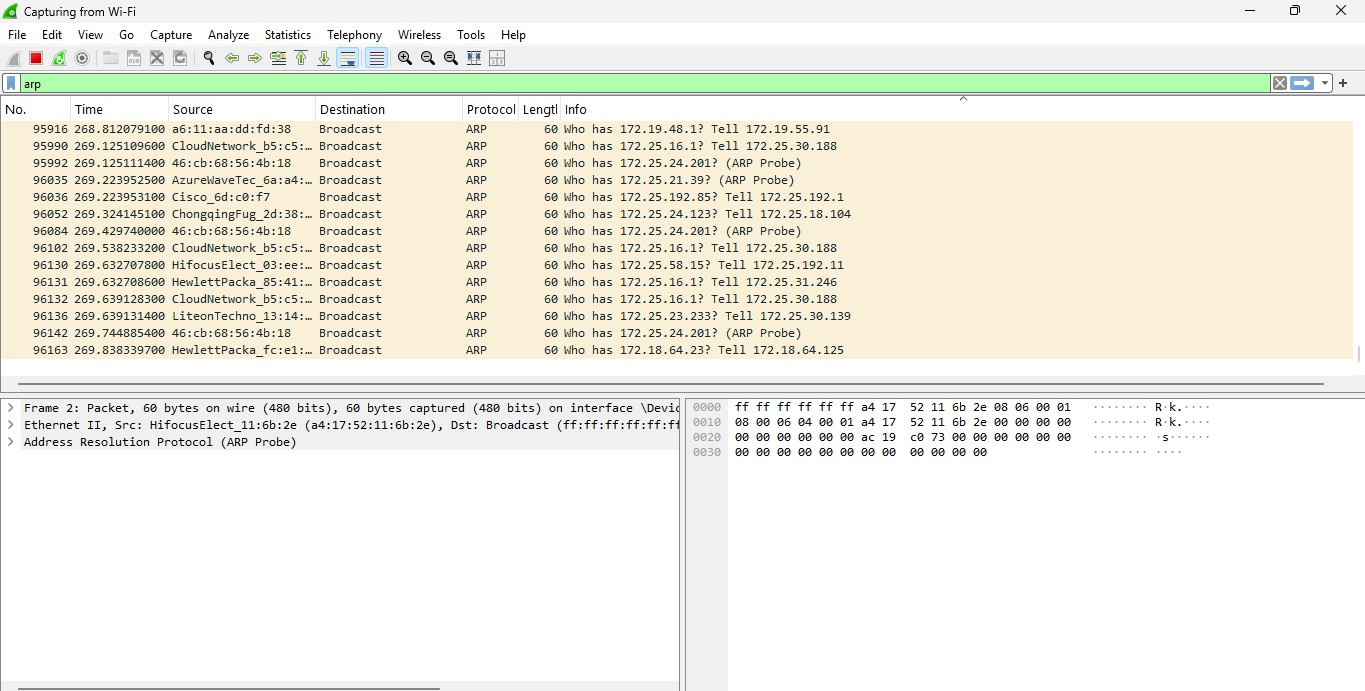 Capturing from Wi-Fi
File Edit View Go Capture Analyze Statistics Telephony Wireless Tools Help
arp
No. Time Source Destination Protocol Lengtl Info
95916 268.812079100 a6:11:aa:dd:fd:38 Broadcast ARP 60 Who has 172.19.48.1? Tell 172.19.55.91
95990 269.125109600 CloudNetwork_b5:c5:… Broadcast ARP 60 Who has 172.25.16.1? Tell 172.25.30.188
95992 269.125111400 46:cb:68:56:4b:18 Broadcast ARP 60 Who has 172.25.24.201? (ARP Probe)
96035 269.223952500 AzureWaveTec_6a:a4:… Broadcast ARP 60 Who has 172.25.21.39? (ARP Probe)
96036 269.223953100 Cisco_6d:c0:f7 Broadcast ARP 60 Who has 172.25.192.85? Tell 172.25.192.1
96052 269.324145100 ChongqingFug_2d:38:… Broadcast ARP 60 Who has 172.25.24.123? Tell 172.25.18.104
96084 269.429740000 46:cb:68:56:4b:18 Broadcast ARP 60 Who has 172.25.24.201? (ARP Probe)
96102 269.538233200 CloudNetwork_b5:c5:… Broadcast ARP 60 Who has 172.25.16.1? Tell 172.25.30.188
96130 269.632707800 HifocusElect_03:ee:… Broadcast ARP 60 Who has 172.25.58.15? Tell 172.25.192.11
96131 269.632708600 HewlettPacka_85:41:… Broadcast ARP 60 Who has 172.25.16.1? Tell 172.25.31.246
96132 269.639128300 CloudNetwork_b5:c5:… Broadcast ARP 60 Who has 172.25.16.1? Tell 172.25.30.188
96136 269.639131400 LiteonTechno_13:14:… Broadcast ARP 60 Who has 172.25.23.233? Tell 172.25.30.139
96142 269.744885400 46:cb:68:56:4b:18 Broadcast ARP 60 Who has 172.25.24.201? (ARP Probe)
96163 269.838339700 HewlettPacka_fc:e1:… Broadcast ARP 60 Who has 172.18.64.23? Tell 172.18.64.125
Frame 2: Packet, 60 bytes on wire (480 bits), 60 bytes captured (480 bits) on interface \Devic
Ethernet II, Src: HifocusElect_11:6b:2e (a4:17:52:11:6b:2e), Dst: Broadcast (ff:ff:ff:ff:ff:ff
Address Resolution Protocol (ARP Probe)
0000 ff ff ff ff ff ff a4 17 52 11 6b 2e 08 06 00 01 ········ R·k.····
0010 08 00 06 04 00 01 a4 17 52 11 6b 2e 00 00 00 00 ········ R·k.····
0020 00 00 00 00 00 00 ac 19 c0 73 00 00 00 00 00 00 ········ ·s······
0030 00 00 00 00 00 00 00 00 00 00 00 00 ········ ····